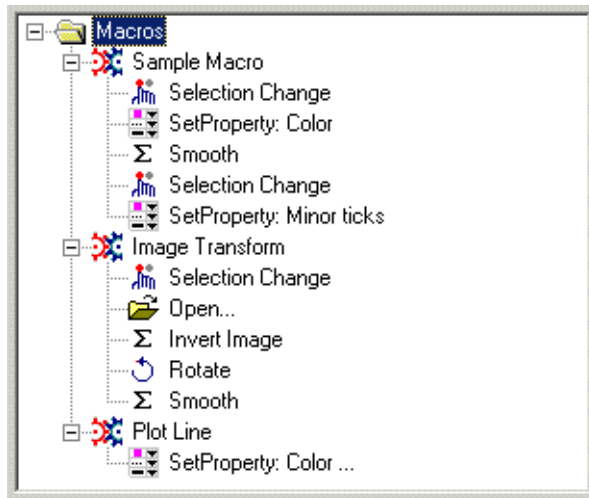 Macros
Sample Macro
Selection Change
SetProperty: Color
Σ Smooth
Selection Change
SetProperty: Minor ticks
Image Transform
Selection Change
Open...
Σ Invert Image
Rotate
Σ Smooth
Plot Line
SetProperty: Color ...